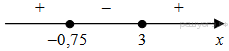 + − +
−0,75 3 x